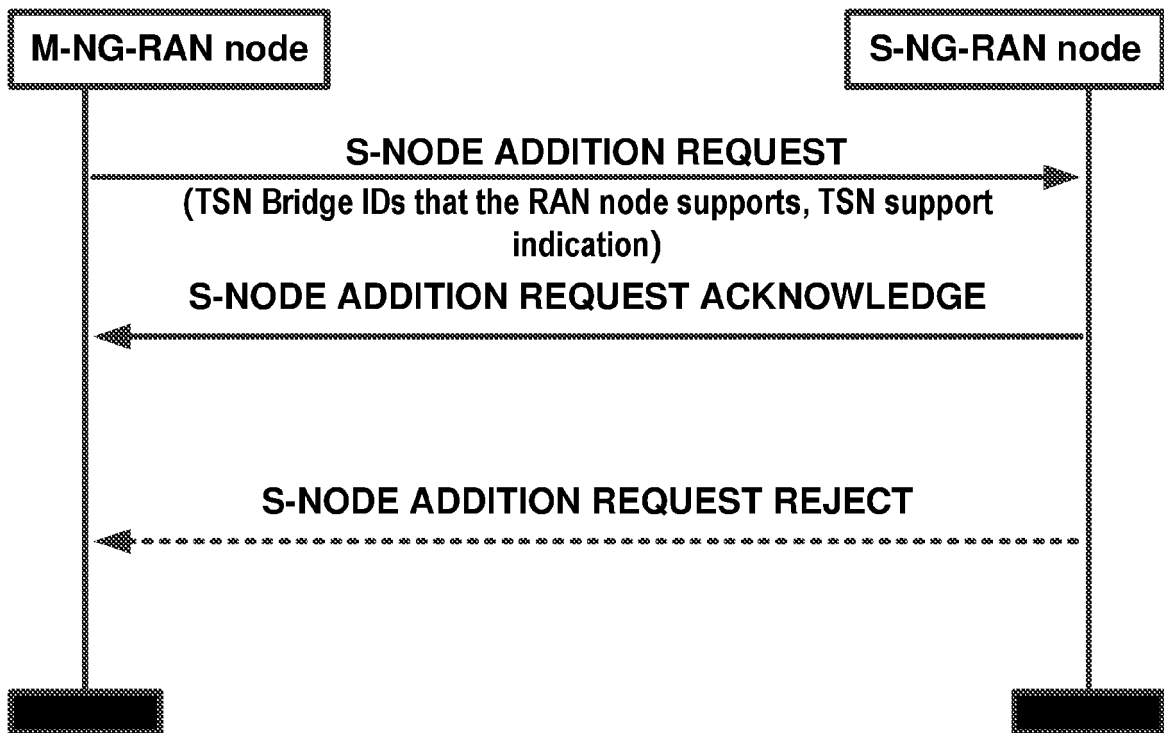 M-NG-RAN node
S-NG-RAN node
S-NODE ADDITION REQUEST
(TSN Bridge IDs that the RAN node supports, TSN support
indication)
S-NODE ADDITION REQUEST ACKNOWLEDGE
S-NODE ADDITION REQUEST REJECT